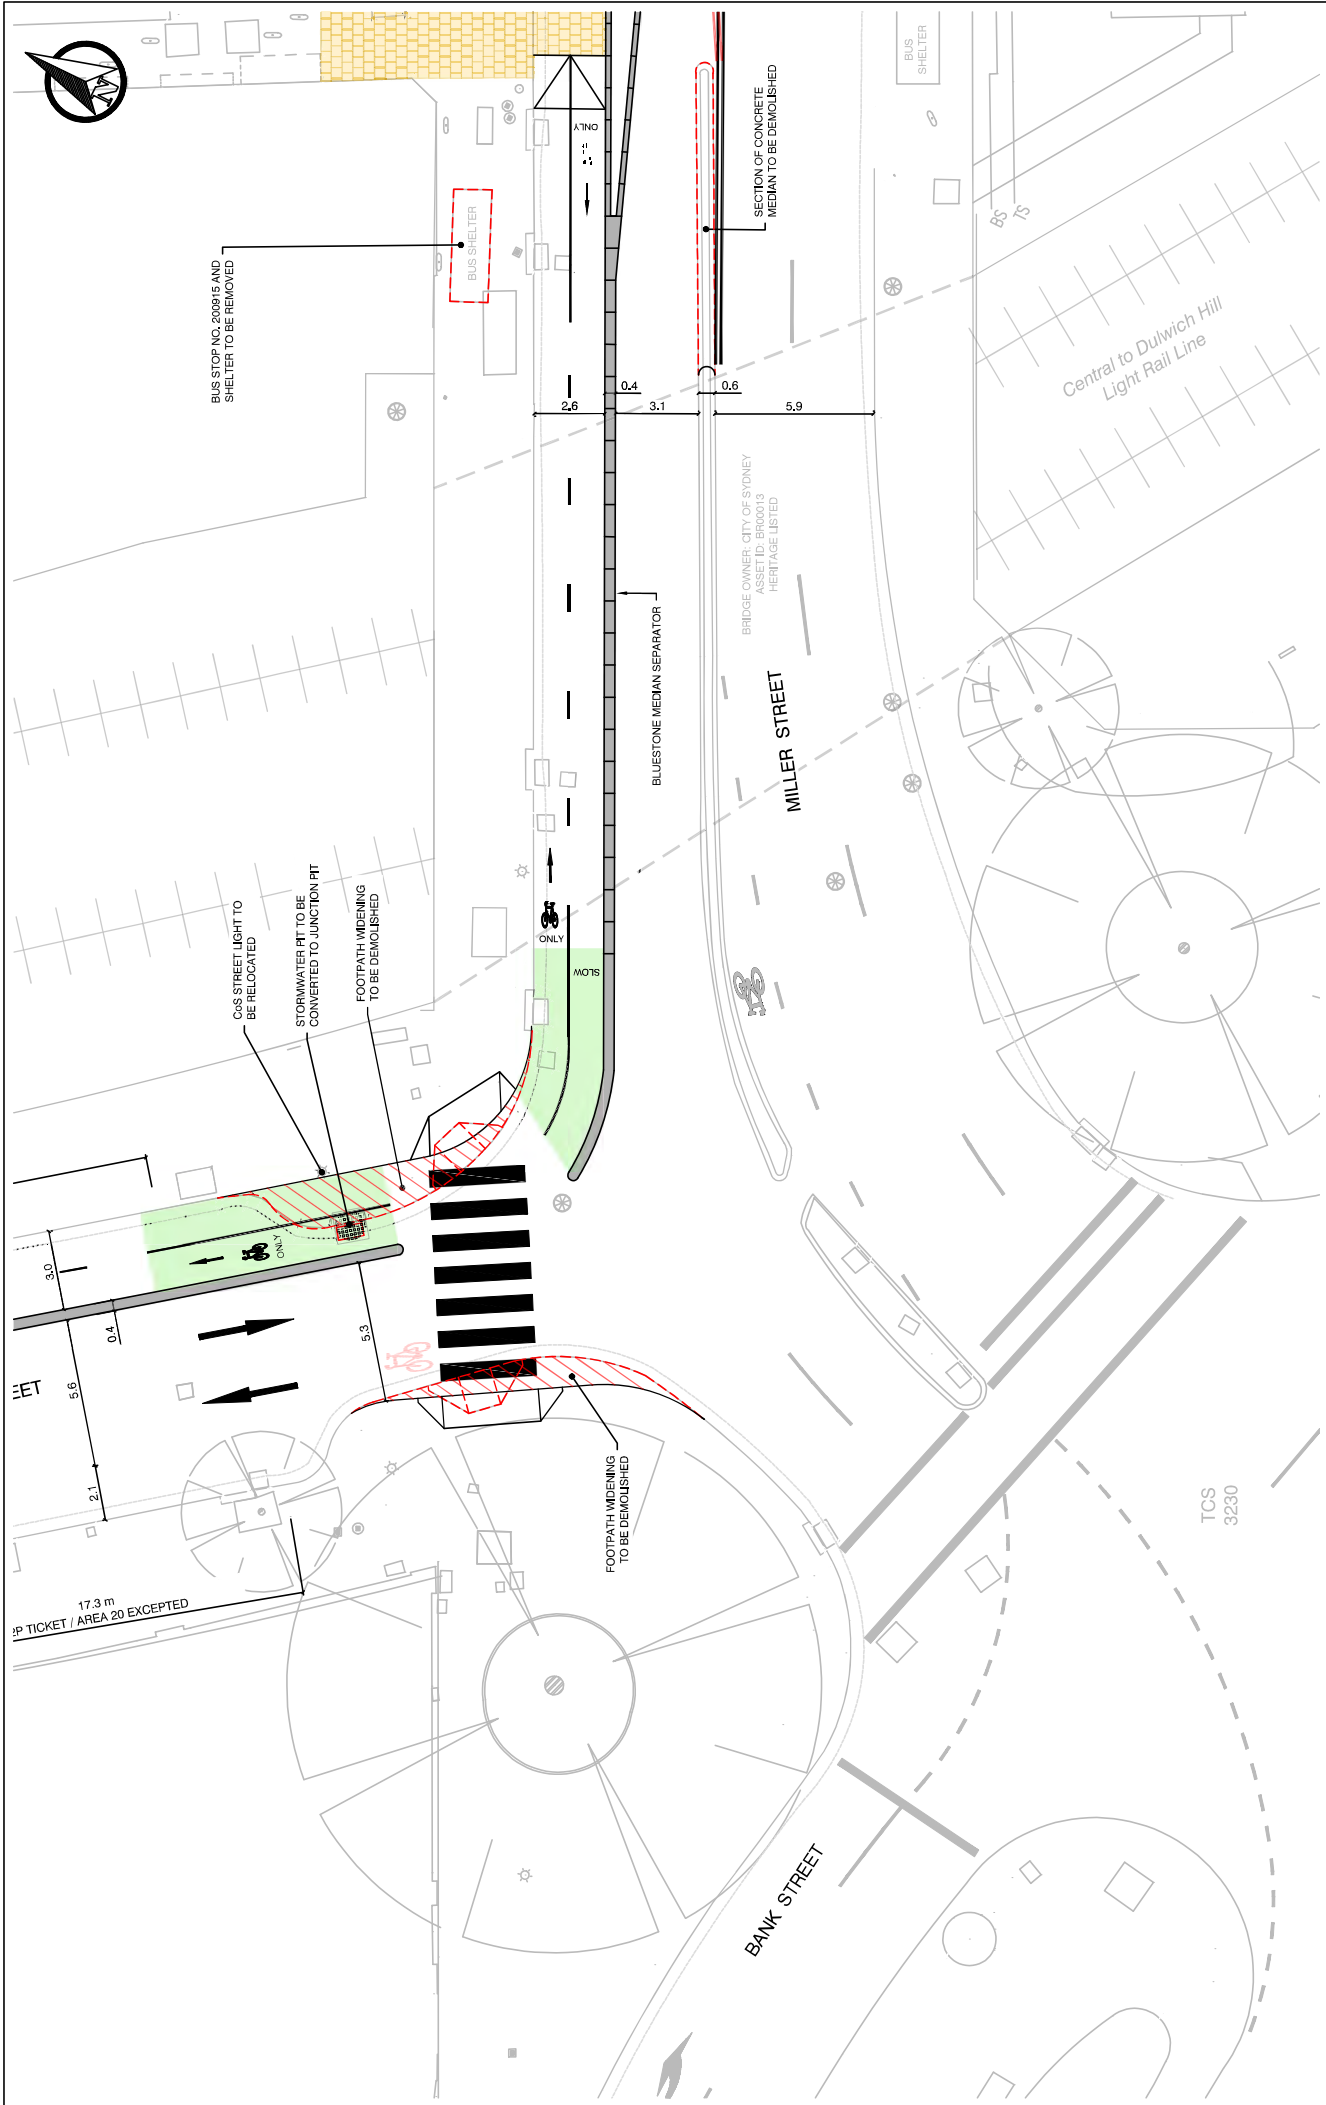 N
BUS
SHELTER
ONLY
SECTION OF CONCRETE
MEDIAN TO BE DEMOLISHED
BUS STOP NO. 200915 AND
SHELTER TO BE REMOVED
BUS SHELTER
BS
TS
Central to Dulwich Hill
Light Rail Line
0.4
0.6
2.6
3.1
5.9
BRIDGE OWNER: CITY OF SYDNEY
ASSET ID: BR00013
HERITAGE LISTED
BLUESTONE MEDIAN SEPARATOR
MILLER STREET
CoS STREET LIGHT TO
BE RELOCATED
STORMWATER PIT TO BE
CONVERTED TO JUNCTION PIT
FOOTPATH WIDENING
TO BE DEMOLISHED
ONLY
SLOW
ONLY
3.0
0.4
5.3
5.6
EET
2.1
FOOTPATH WIDENING
TO BE DEMOLISHED
TCS
3230
17.3 m
2P TICKET / AREA 20 EXCEPTED
BANK STREET